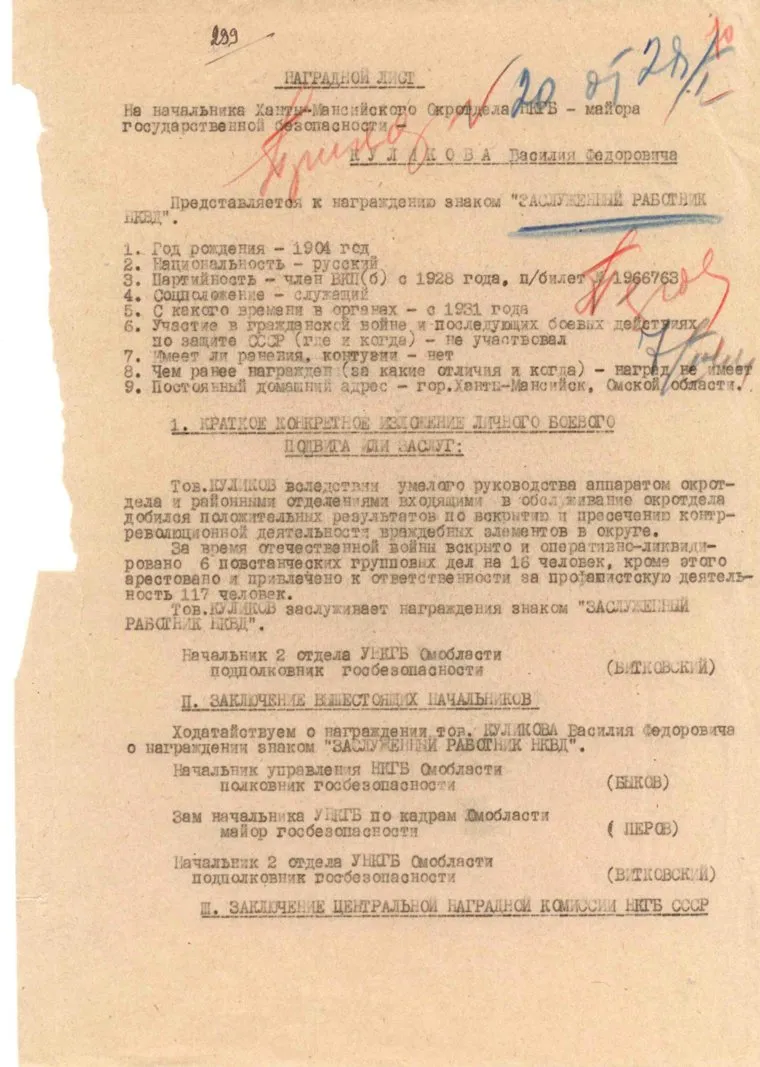 299
НАГРАДНОЙ ЛИСТ
На начальника Ханты-Мансийского Окротдела НКГБ - майора
государственной безопасности -
КУЛИКОВА Василия Федоровича
Представляется к награждению знаком "ЗАСЛУЖЕННЫЙ РАБОТНИК
НКВД".
1. Год рождения - 1904 год
2. Национальность - русский
3. Партийность - член ВКП(б) с 1928 года, п/билет № 1966763
4. Соцположение - служащий
5. С какого времени в органах - с 1931 года
6. Участие в гражданской войне и последующих боевых действиях
по защите СССР (где и когда) - не участвовал
7. Имеет ли ранения, контузии - нет
8. Чем ранее награжден (за какие отличия и когда) - наград не имеет
9. Постоянный домашний адрес - гор.Ханты-Мансийск, Омской области.
1. КРАТКОЕ КОНКРЕТНОЕ ИЗЛОЖЕНИЕ ЛИЧНОГО БОЕВОГО
ПОДВИГА ИЛИ ЗАСЛУГ:
Тов.КУЛИКОВ вследствии умелого руководства аппаратом окрот-
дела и районными отделениями входящими в обслуживание окротдела
добился положительных результатов по вскрытию и пресечению контр-
революционной деятельности враждебных элементов в округе.
За время отечественной войны вскрыто и оперативно-ликвиди-
ровано 6 повстанческих групповых дел на 16 человек, кроме этого
арестовано и привлечено к ответственности за профашистскую деятель-
ность 117 человек.
Тов.КУЛИКОВ заслуживает награждения знаком "ЗАСЛУЖЕННЫЙ
РАБОТНИК НКВД".
Начальник 2 отдела УНКГБ Омобласти
подполковник госбезопасности (ВИТКОВСКИЙ)
П. ЗАКЛЮЧЕНИЕ ВЫШЕСТОЯЩИХ НАЧАЛЬНИКОВ
Ходатайствуем о награждении тов. КУЛИКОВА Василия Федоровича
о награждении знаком "ЗАСЛУЖЕННЫЙ РАБОТНИК НКВД".
Начальник управления НКГБ Омобласти
полковник госбезопасности (БЫКОВ)
Зам начальника УНКГБ по кадрам Омобласти
майор госбезопасности ( ПЕРОВ)
Начальник 2 отдела УНКГБ Омобласти
подполковник госбезопасности (ВИТКОВСКИЙ)
Ш. ЗАКЛЮЧЕНИЕ ЦЕНТРАЛЬНОЙ НАГРАДНОЙ КОМИССИИ НКГБ СССР